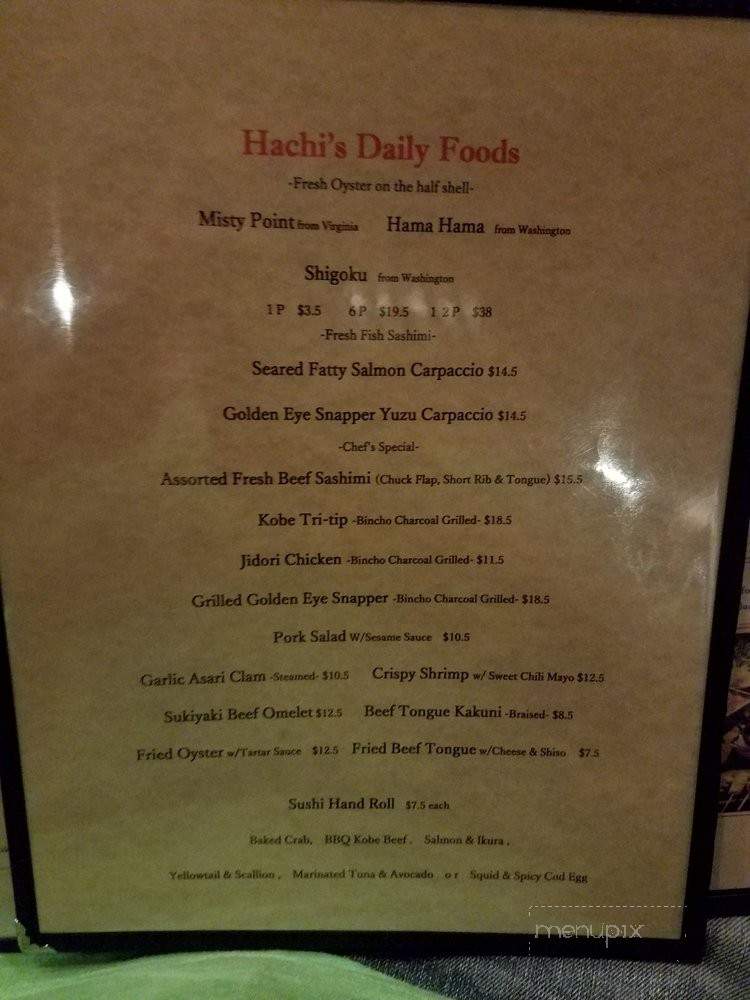 Hachi's Daily Foods
-Fresh Oyster on the half shell-
Misty Point from Virginia Hama Hama from Washington
Shigoku from Washington
1 P $3.5 6 P $19.5 1 2 P $38
-Fresh Fish Sashimi-
Seared Fatty Salmon Carpaccio $14.5
Golden Eye Snapper Yuzu Carpaccio $14.5
-Chef's Special-
Assorted Fresh Beef Sashimi (Chuck Flap, Short Rib & Tongue) $15.5
Kobe Tri-tip -Bincho Charcoal Grilled- $18.5
Jidori Chicken -Bincho Charcoal Grilled- $11.5
Grilled Golden Eye Snapper -Bincho Charcoal Grilled- $18.5
Pork Salad W/Sesame Sauce $10.5
Garlic Asari Clam -Steamed- $10.5 Crispy Shrimp w/ Sweet Chili Mayo $12.5
Sukiyaki Beef Omelet $12.5 Beef Tongue Kakuni -Braised- $8.5
Fried Oyster w/Tartar Sauce $12.5 Fried Beef Tongue w/Cheese & Shiso $7.5
Sushi Hand Roll $7.5 each
Baked Crab, BBQ Kobe Beef , Salmon & Ikura ,
Yellowtail & Scallion , Marinated Tuna & Avocado o r Squid & Spicy Cod Egg
menupix